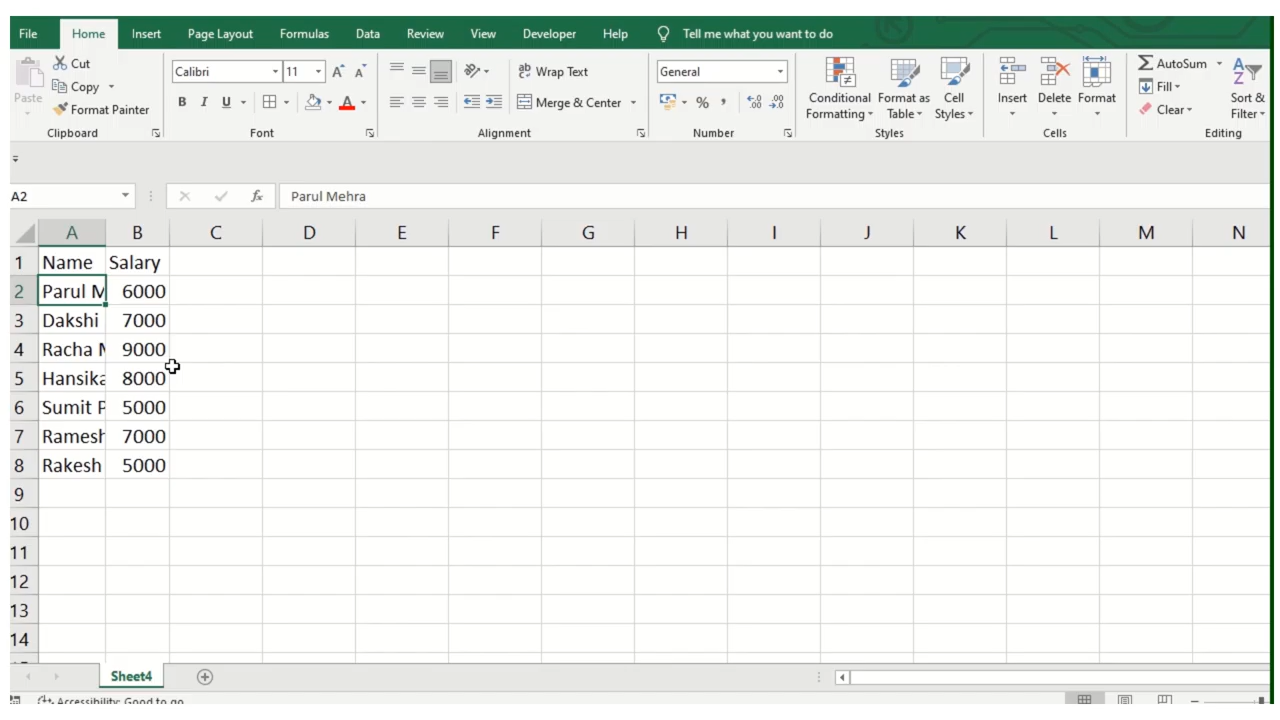 File Home Insert Page Layout Formulas Data Review View Developer Help Tell me what you want to do
Cut
Copy
Format Painter
Paste
Clipboard
Calibri 11
B I U
Font
ab Wrap Text
Merge & Center
Alignment
General
% , .00 .0
Number
Conditional Formatting
Format as Table
Cell Styles
Styles
Insert Delete Format
Cells
AutoSum
Fill
Clear
Sort & Filter
Editing
A2 fx Parul Mehra
A B C D E F G H I J K L M N
1 Name Salary
2 Parul M 6000
3 Dakshi 7000
4 Racha 9000
5 Hansika 8000
6 Sumit P 5000
7 Ramesh 7000
8 Rakesh 5000
9
10
11
12
13
14
Sheet4
Accessibility: Good to go